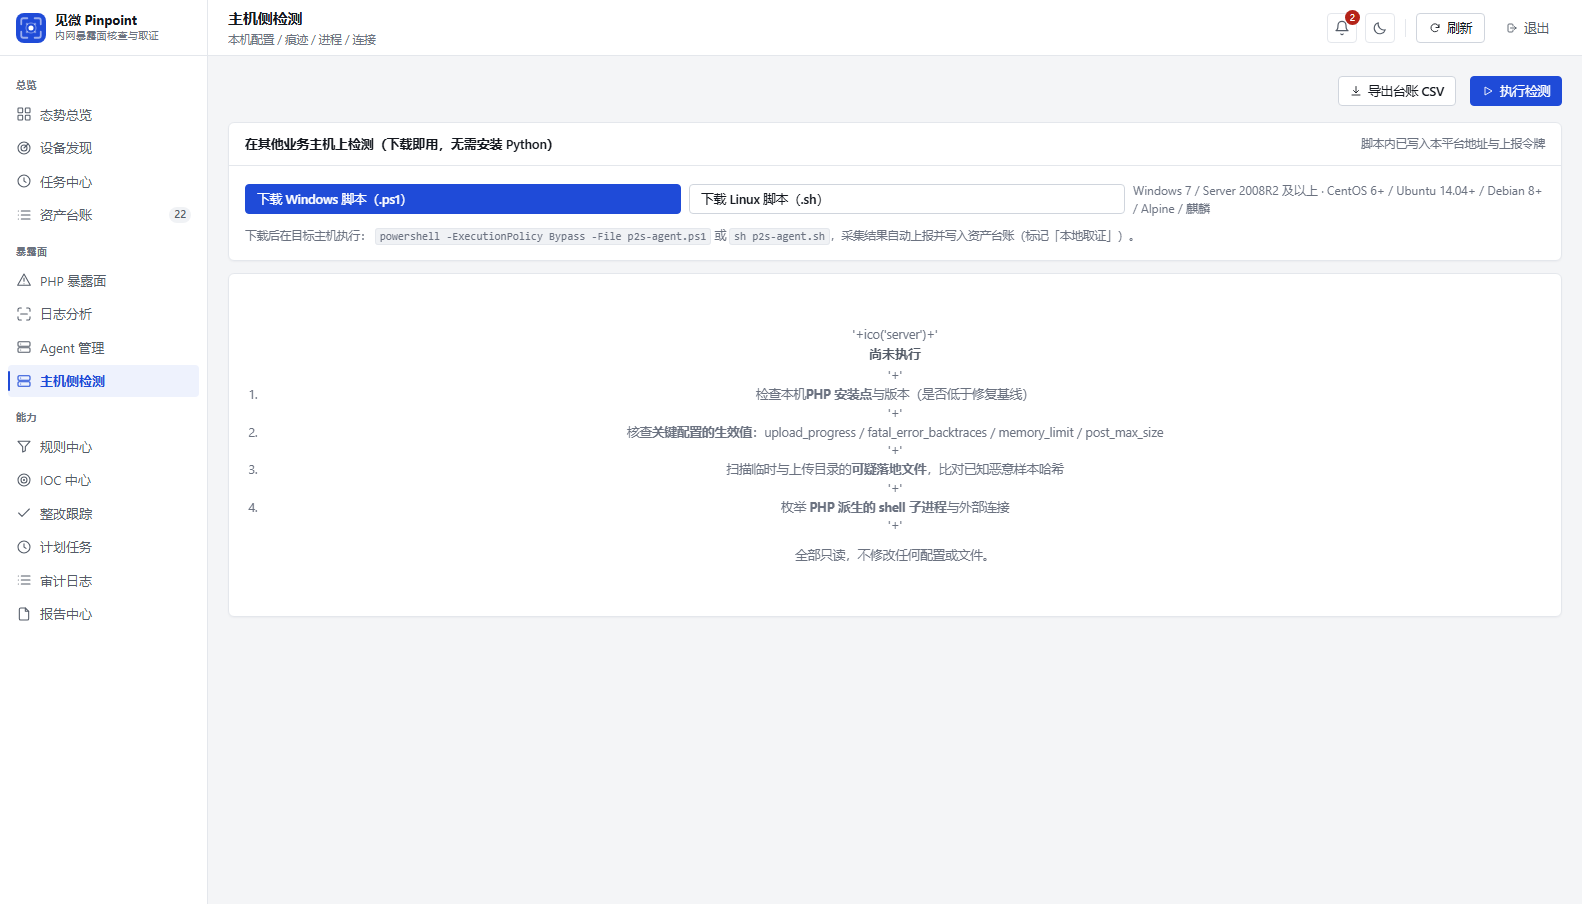 见微 Pinpoint
内网暴露面核查与取证
主机侧检测
本机配置 / 痕迹 / 进程 / 连接
2
刷新
退出
总览
态势总览
设备发现
任务中心
资产台账
22
暴露面
PHP 暴露面
日志分析
Agent 管理
主机侧检测
能力
规则中心
IOC 中心
整改跟踪
计划任务
审计日志
报告中心
导出台账 CSV
执行检测
在其他业务主机上检测（下载即用，无需安装 Python）
脚本内已写入本平台地址与上报令牌
下载 Windows 脚本（.ps1）
下载 Linux 脚本（.sh）
Windows 7 / Server 2008R2 及以上 · CentOS 6+ / Ubuntu 14.04+ / Debian 8+
/ Alpine / 麒麟
下载后在目标主机执行： powershell -ExecutionPolicy Bypass -File p2s-agent.ps1 或 sh p2s-agent.sh，采集结果自动上报并写入资产台账（标记「本地取证」）。
'+ico('server')+'
尚未执行
'+'
1. 检查本机PHP 安装点与版本（是否低于修复基线）
'+'
2. 核查关键配置的生效值：upload_progress / fatal_error_backtraces / memory_limit / post_max_size
'+'
3. 扫描临时与上传目录的可疑落地文件，比对已知恶意样本哈希
'+'
4. 枚举 PHP 派生的 shell 子进程与外部连接
'+'
全部只读，不修改任何配置或文件。